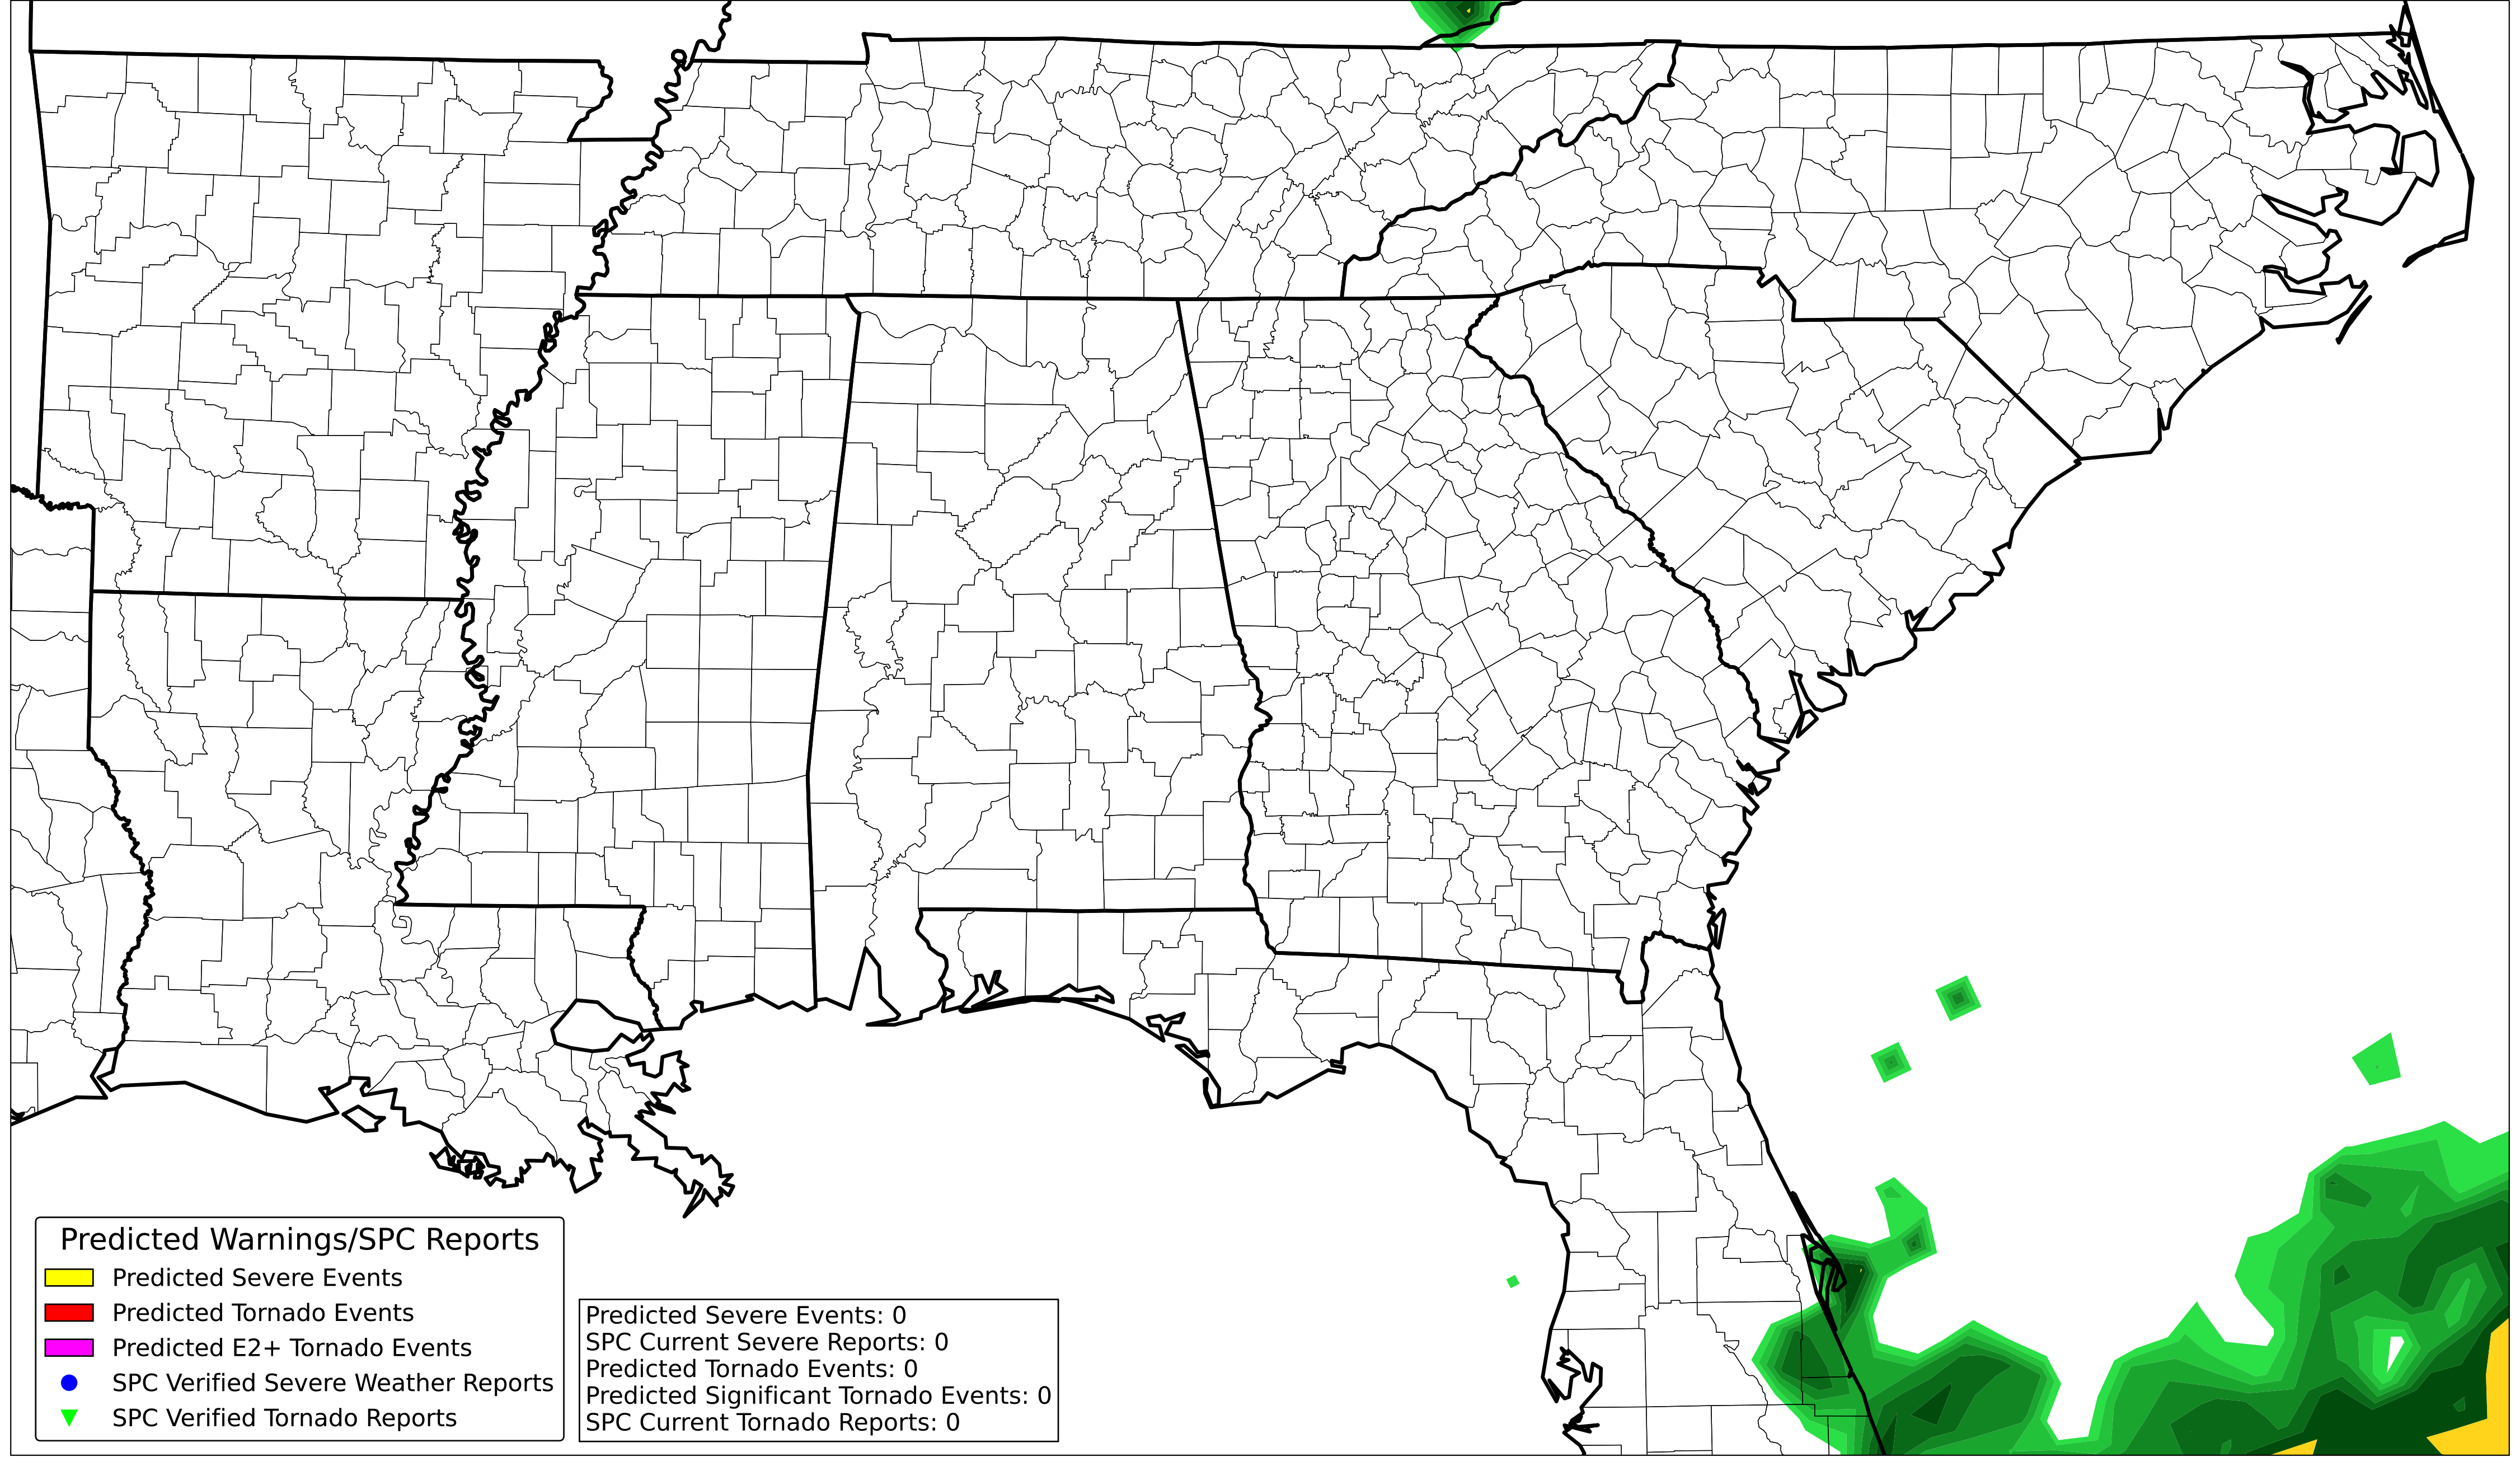 Predicted Warnings/SPC Reports
Predicted Severe Events
Predicted Tornado Events
Predicted E2+ Tornado Events
SPC Verified Severe Weather Reports
SPC Verified Tornado Reports
Predicted Severe Events: 0
SPC Current Severe Reports: 0
Predicted Tornado Events: 0
Predicted Significant Tornado Events: 0
SPC Current Tornado Reports: 0